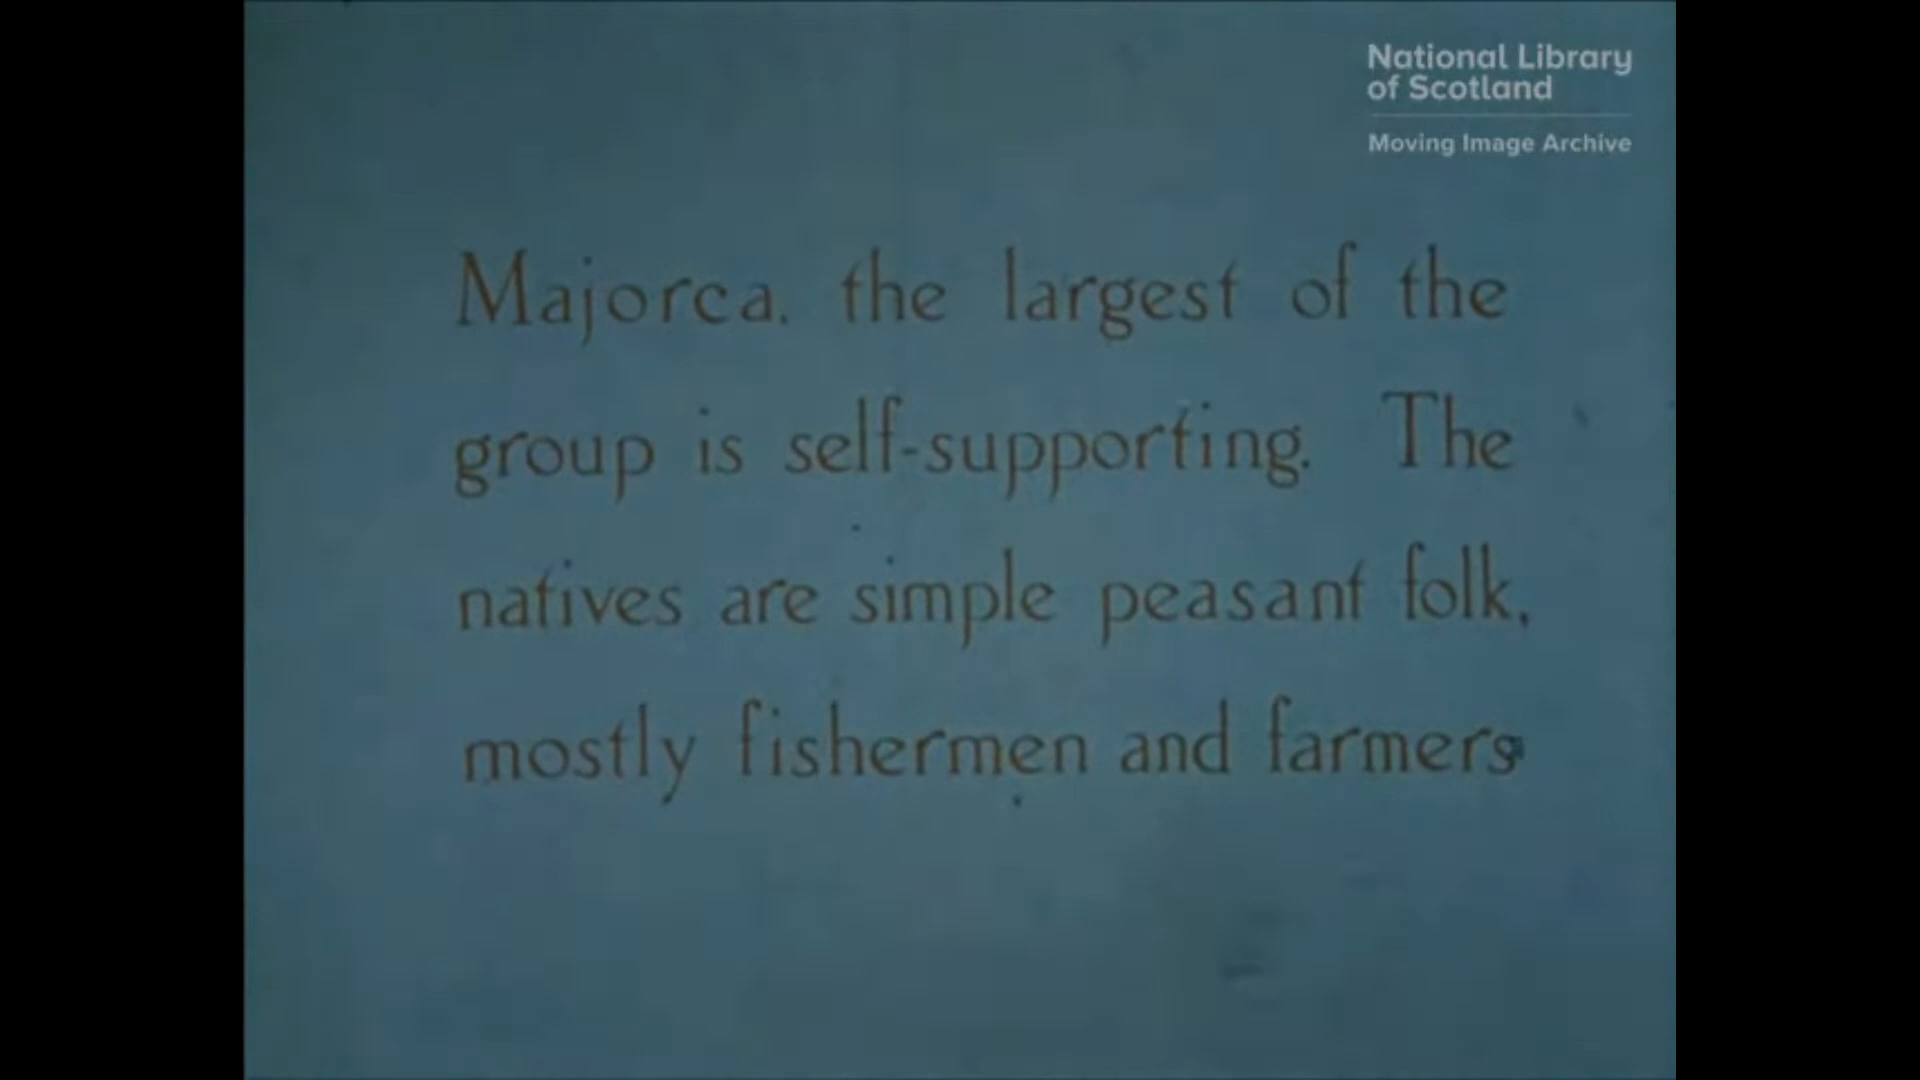 National Library
of Scotland
Moving Image Archive
Majorca, the largest of the
group is self-supporting. The
natives are simple peasant folk,
mostly fishermen and farmers